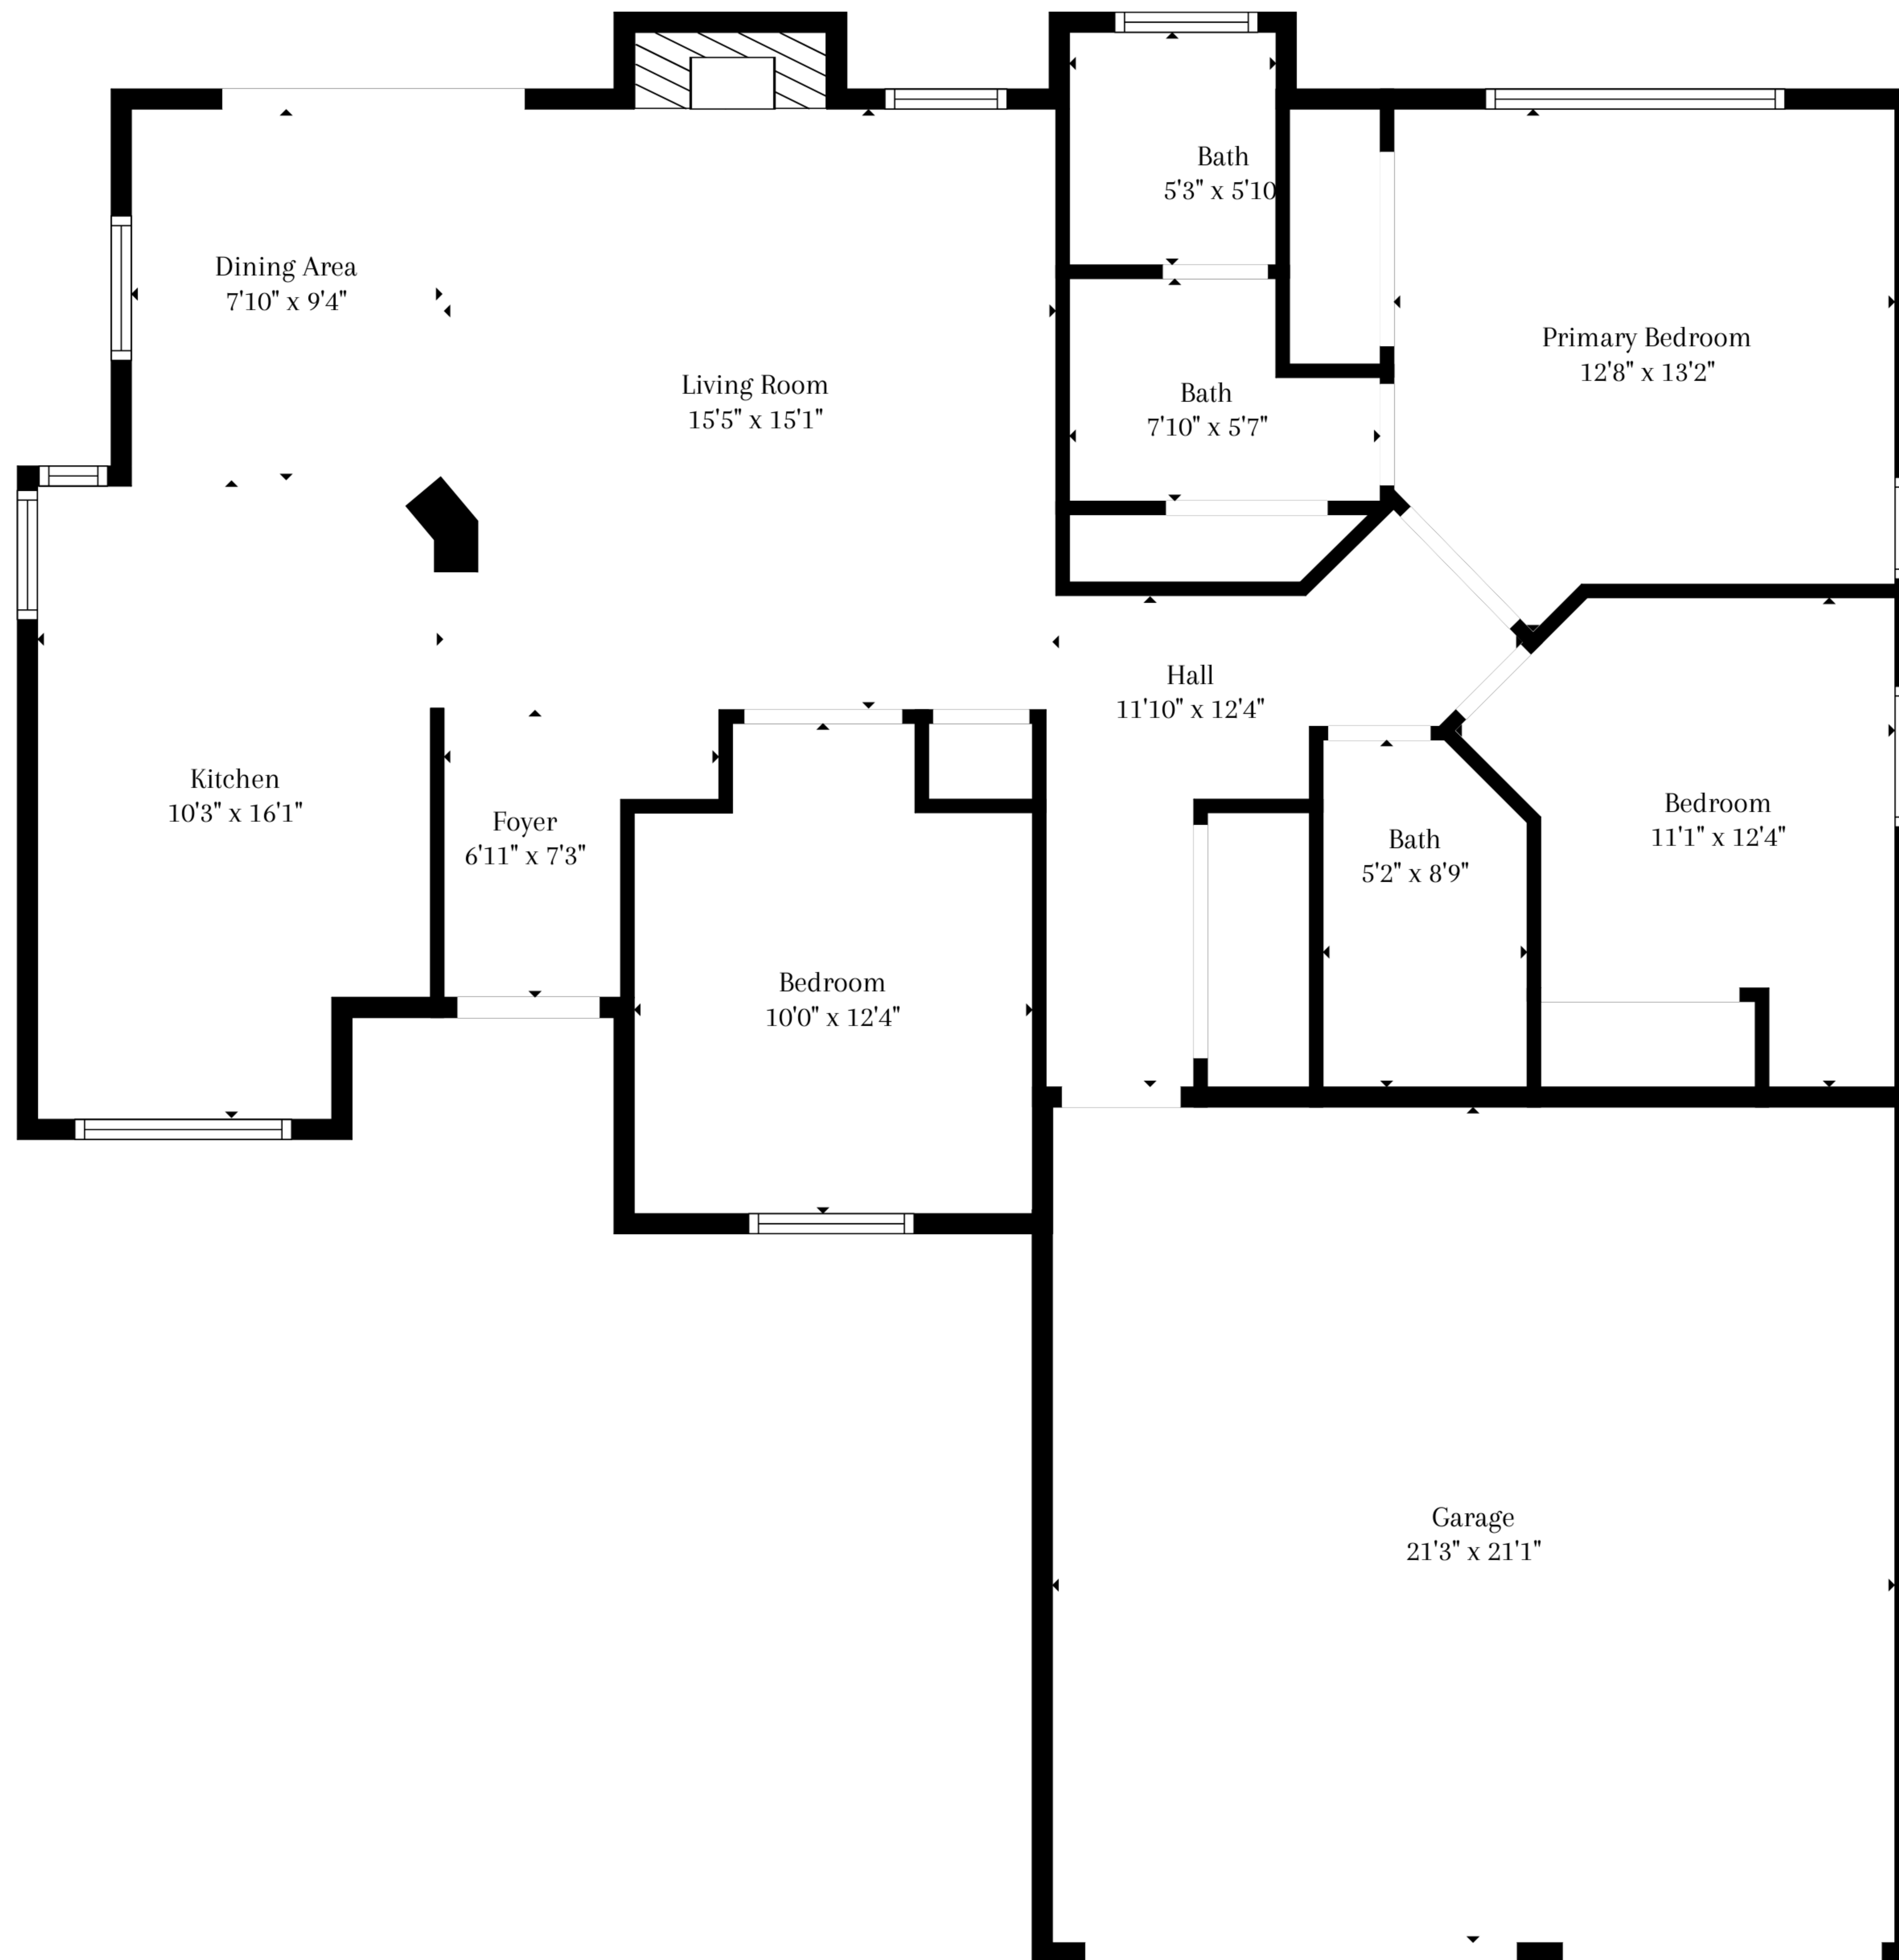 Bath
5'3" x 5'10
Dining Area
7'10" x 9'4"
Primary Bedroom
12'8" x 13'2"
Living Room
15'5" x 15'1"
Bath
7'10" x 5'7"
Hall
11'10" x 12'4"
Kitchen
10'3" x 16'1"
Foyer
6'11" x 7'3"
Bedroom
11'1" x 12'4"
Bath
5'2" x 8'9"
Bedroom
10'0" x 12'4"
Garage
21'3" x 21'1"